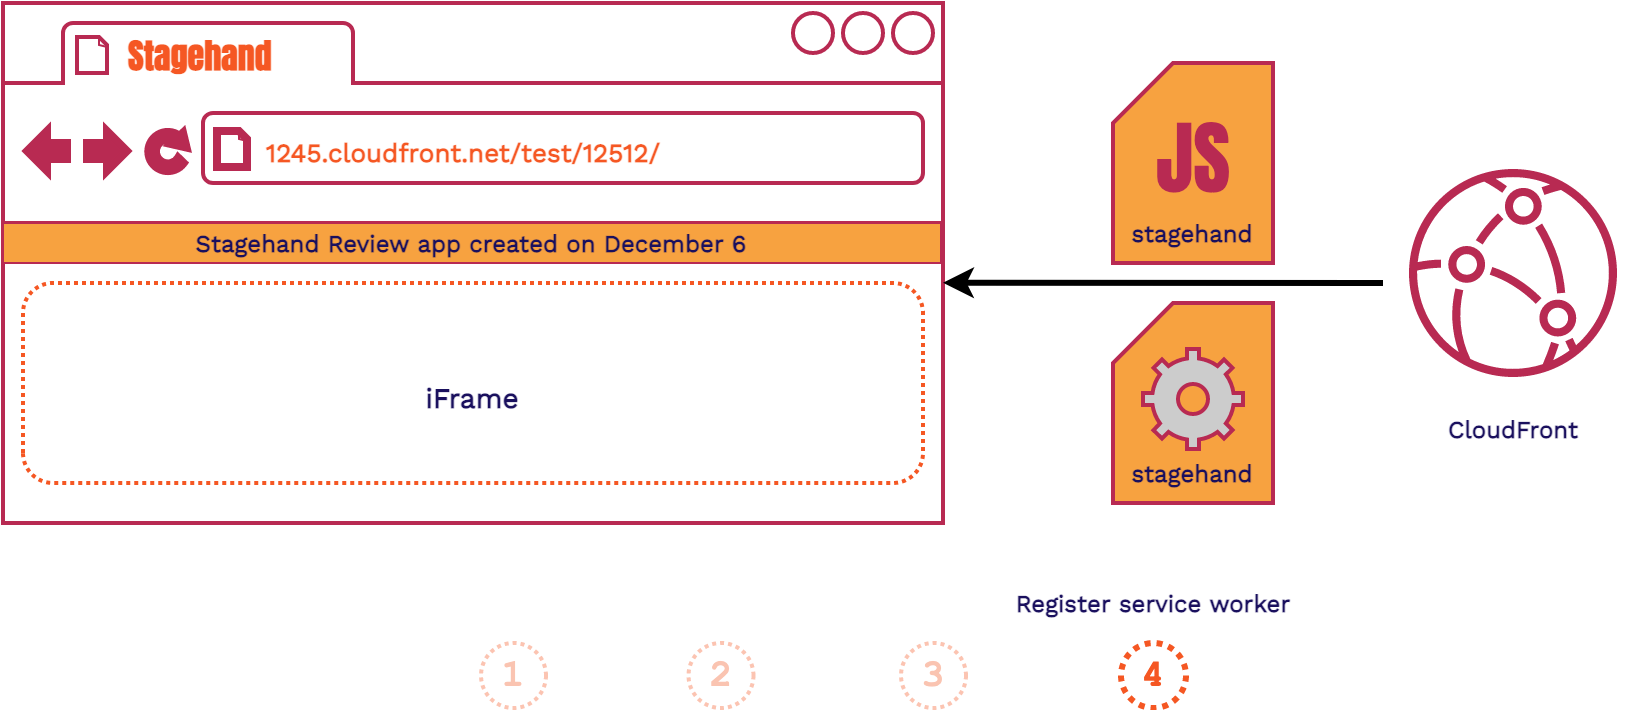 Stagehand
1245.cloudfront.net/test/12512/
Stagehand Review app created on December 6
iFrame
JS
stagehand
stagehand
CloudFront
Register service worker
1
2
3
4